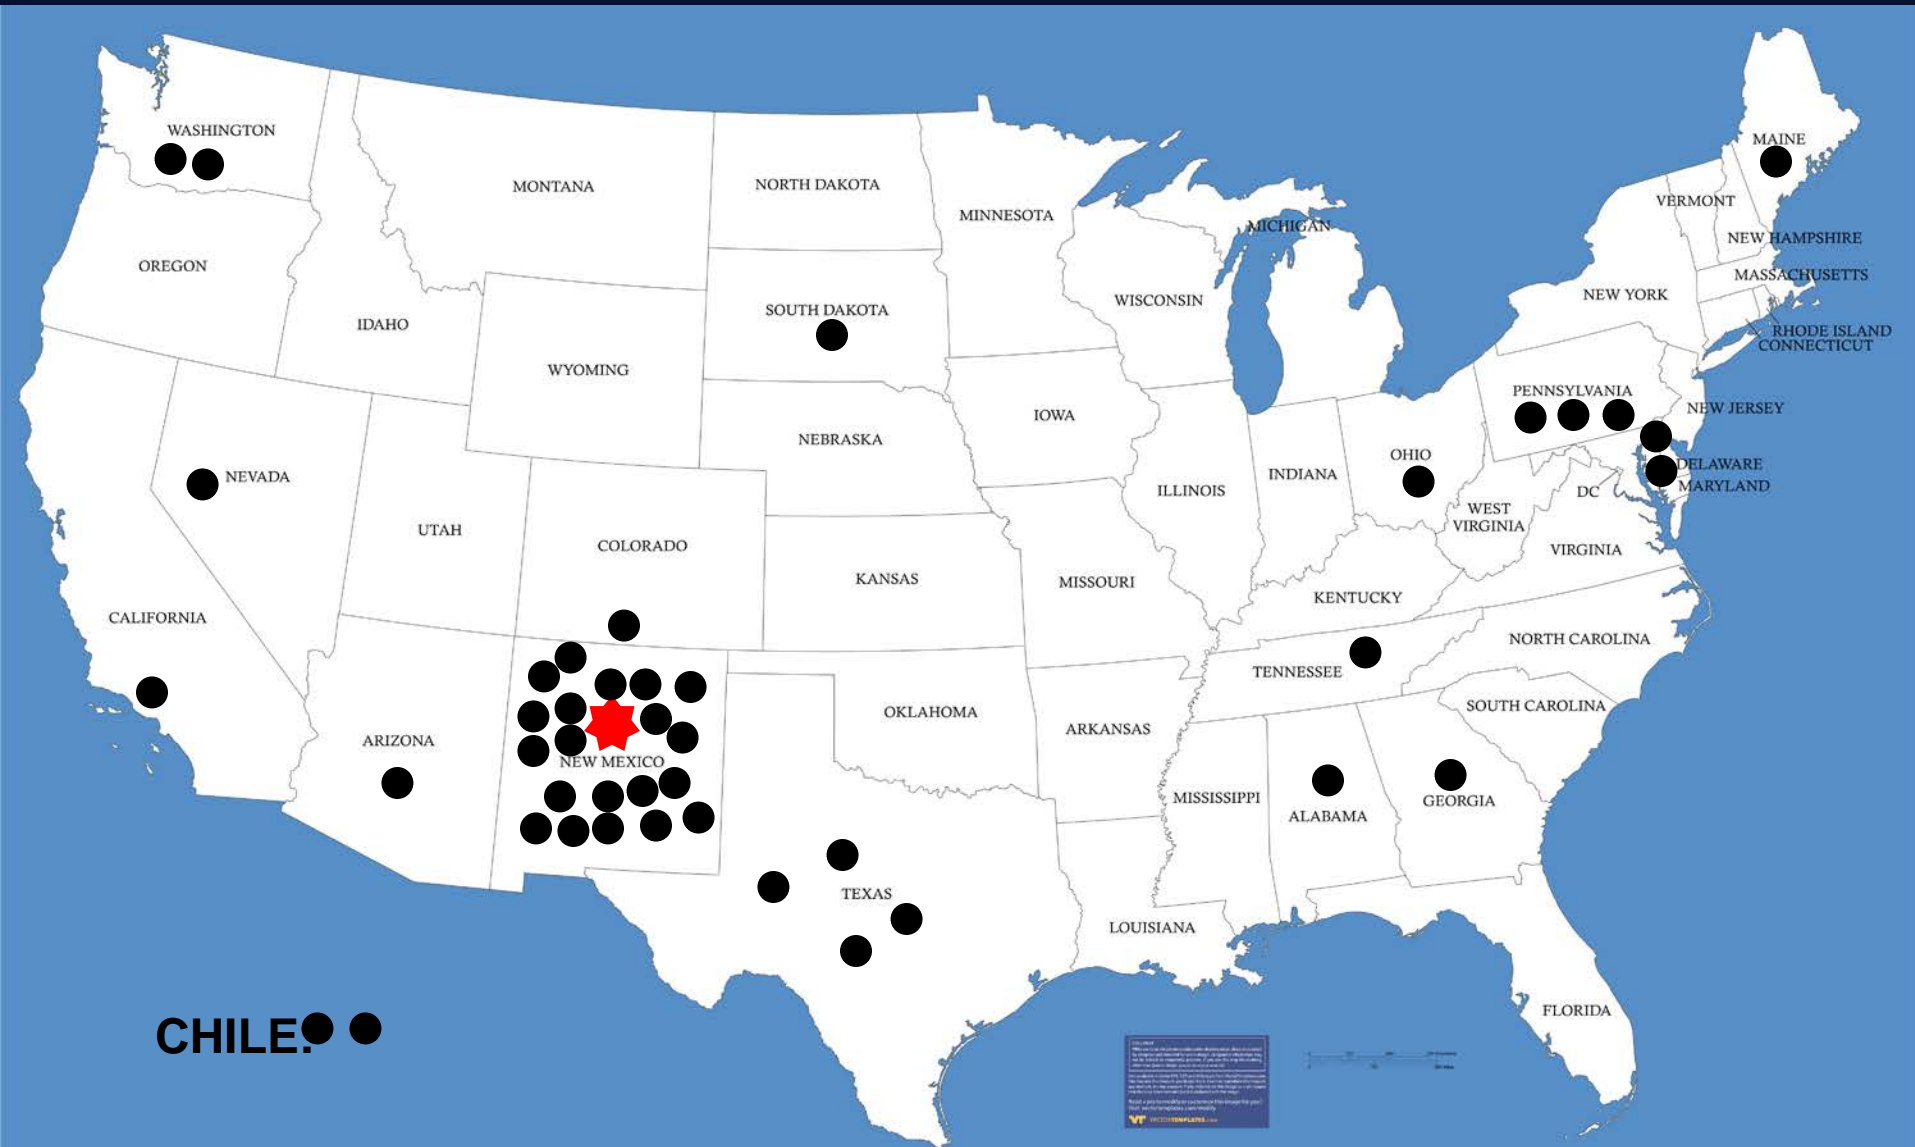 WASHINGTON
MAINE
MONTANA
NORTH DAKOTA
VERMONT
MINNESOTA
MICHIGAN
NEW HAMPSHIRE
OREGON
MASSACHUSETTS
NEW YORK
WISCONSIN
SOUTH DAKOTA
IDAHO
RHODE ISLAND
CONNECTICUT
WYOMING
PENNSYLVANIA
NEW JERSEY
IOWA
NEBRASKA
OHIO
DELAWARE
NEVADA
INDIANA
MARYLAND
ILLINOIS
DC
WEST
VIRGINIA
UTAH
COLORADO
VIRGINIA
KANSAS
MISSOURI
KENTUCKY
CALIFORNIA
NORTH CAROLINA
TENNESSEE
SOUTH CAROLINA
OKLAHOMA
ARKANSAS
ARIZONA
NEW MEXICO
MISSISSIPPI
GEORGIA
ALABAMA
TEXAS
LOUISIANA
FLORIDA
CHILE: